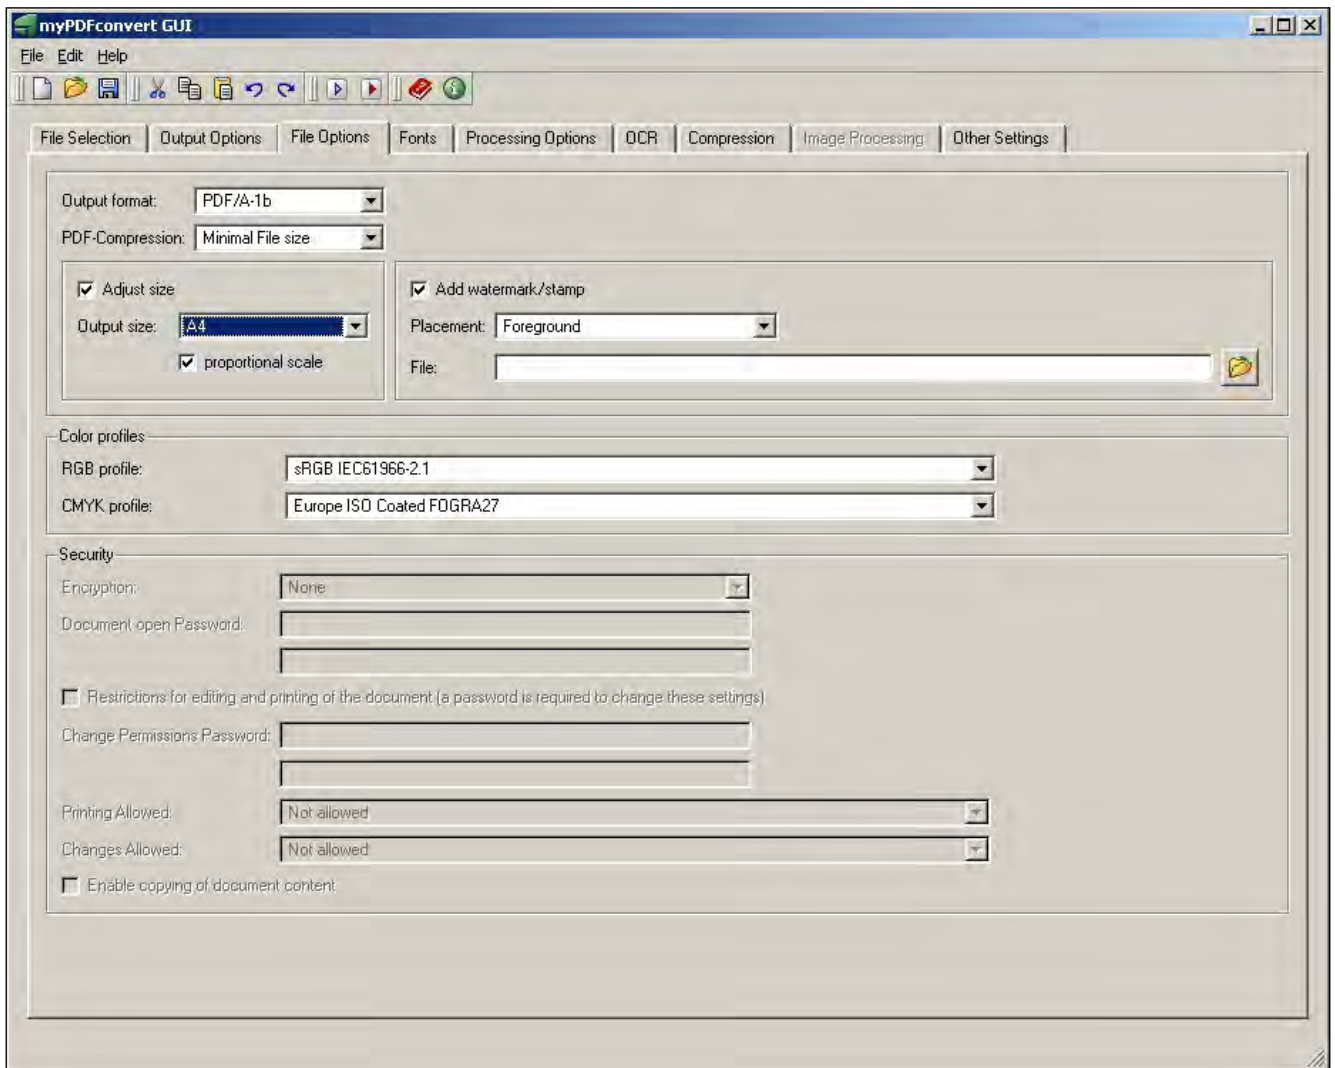 myPDFconvert GUI
File Edit Help
File Selection Output Options File Options Fonts Processing Options OCR Compression Image Processing Other Settings
Output format: PDF/A-1b
PDF-Compression: Minimal File size
Adjust size
Output size: A4
proportional scale
Add watermark/stamp
Placement: Foreground
File:
Color profiles
RGB profile: sRGB IEC61966-2.1
CMYK profile: Europe ISO Coated FOGRA27
Security
Encryption: None
Document open Password:
Restrictions for editing and printing of the document (a password is required to change these settings)
Change Permissions Password:
Printing Allowed: Not allowed
Changes Allowed: Not allowed
Enable copying of document content